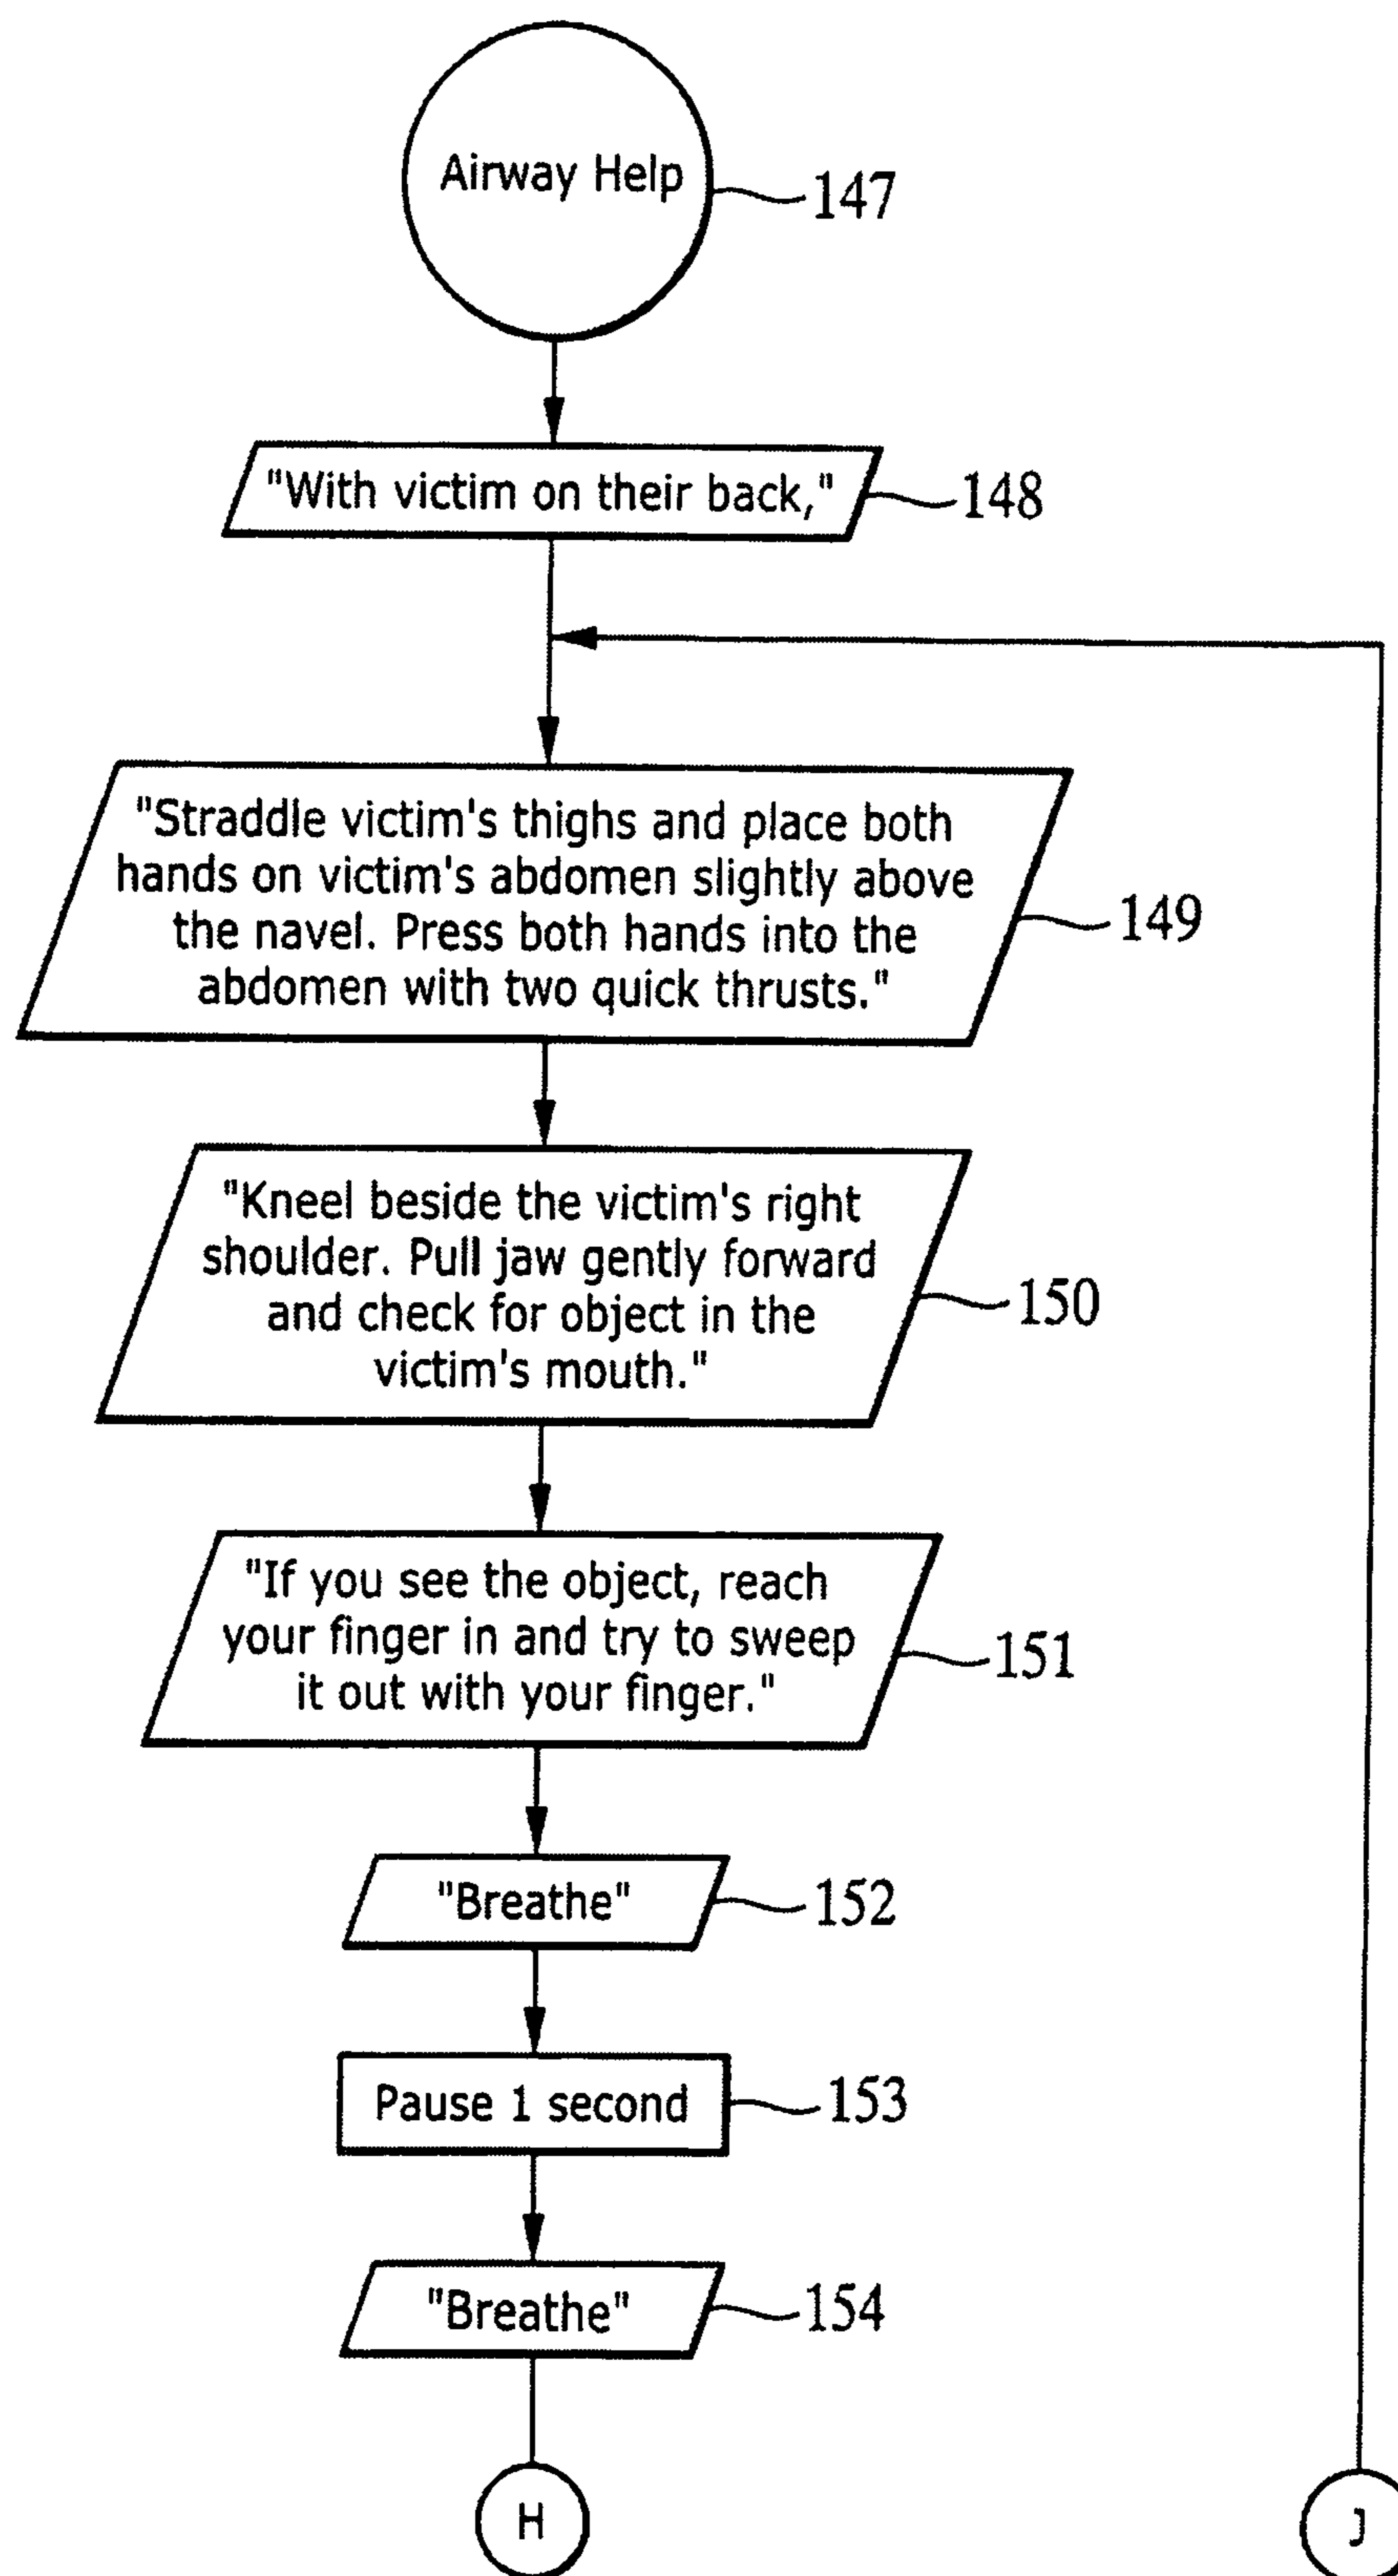 Airway Help
147
"With victim on their back,"
148
"Straddle victim's thighs and place both
hands on victim's abdomen slightly above
the navel. Press both hands into the
abdomen with two quick thrusts."
149
"Kneel beside the victim's right
shoulder. Pull jaw gently forward
and check for object in the
victim's mouth."
150
"If you see the object, reach
your finger in and try to sweep
it out with your finger."
151
"Breathe"
152
Pause 1 second
153
"Breathe"
154
H
J